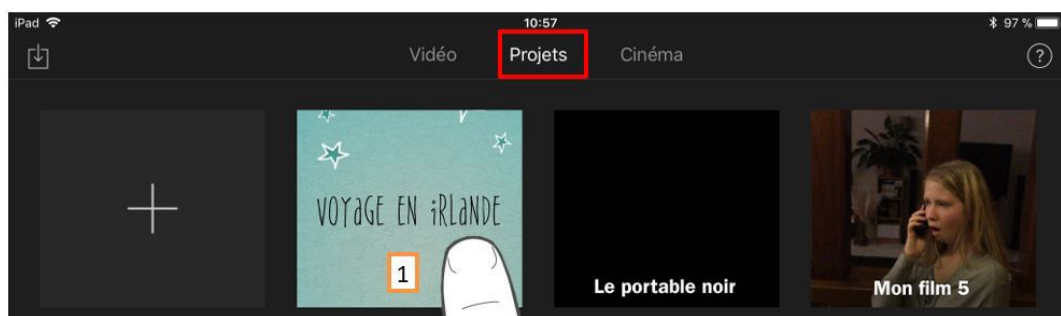 iPad 10:57 97 %
Vidéo Projets Cinéma ?
VOYAGE EN IRLANDE
1
Le portable noir
Mon film 5